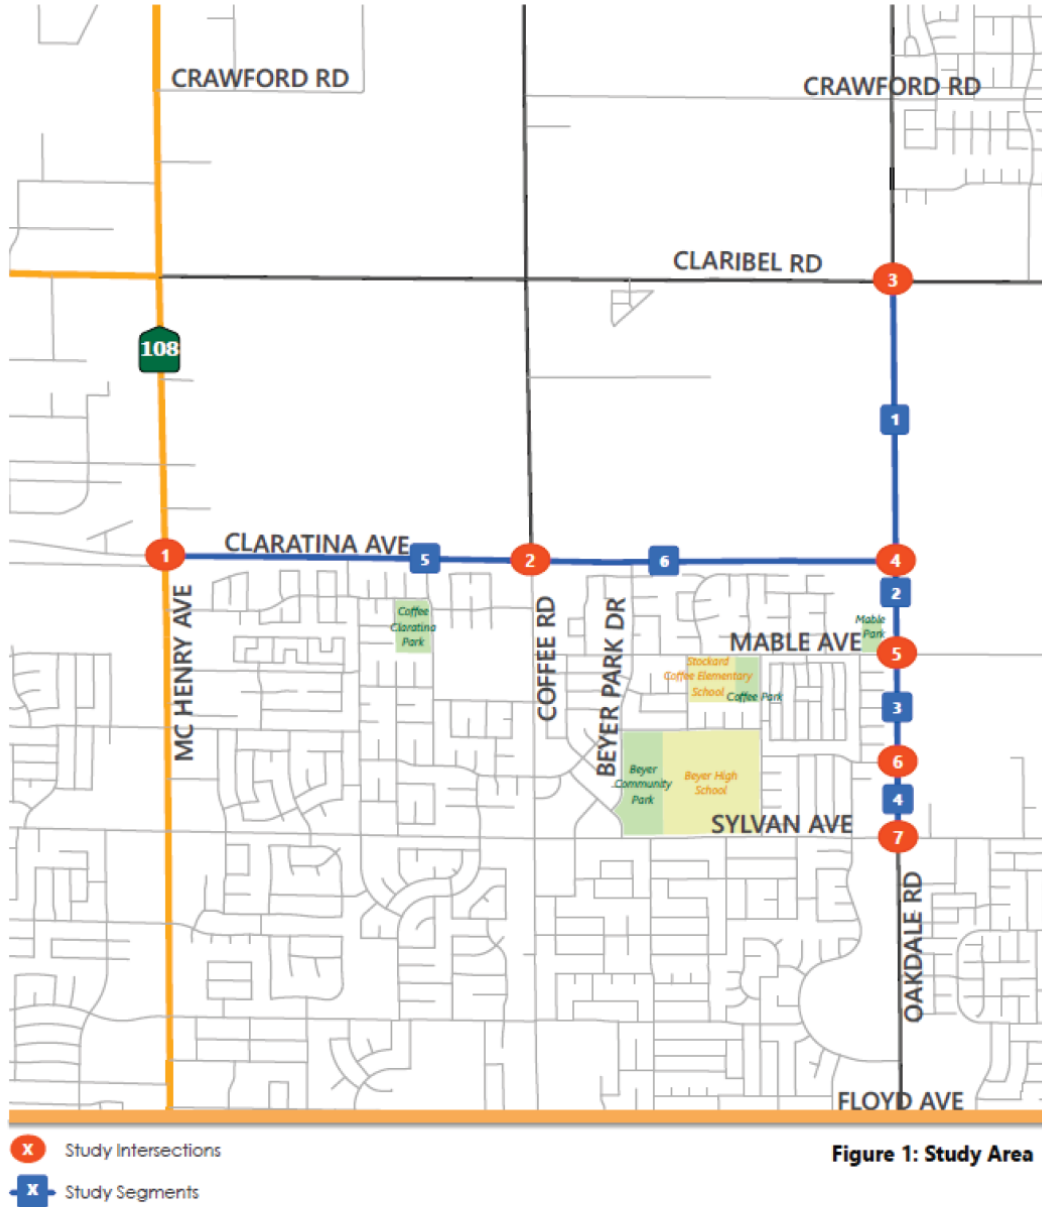 CRAWFORD RD
CRAWFORD RD
CLARIBEL RD
3
108
1
CLARATINA AVE
1
5
2
6
4
2
MC HENRY AVE
Coffee
Claratina
Park
COFFEE RD
BEYER PARK DR
Mable
Park
MABLE AVE
5
Stockard
Coffee Elementary
School
Coffee Park
3
6
Beyer
Community
Park
Beyer High
School
4
SYLVAN AVE
7
OAKDALE RD
FLOYD AVE
X Study Intersections
Figure 1: Study Area
X Study Segments